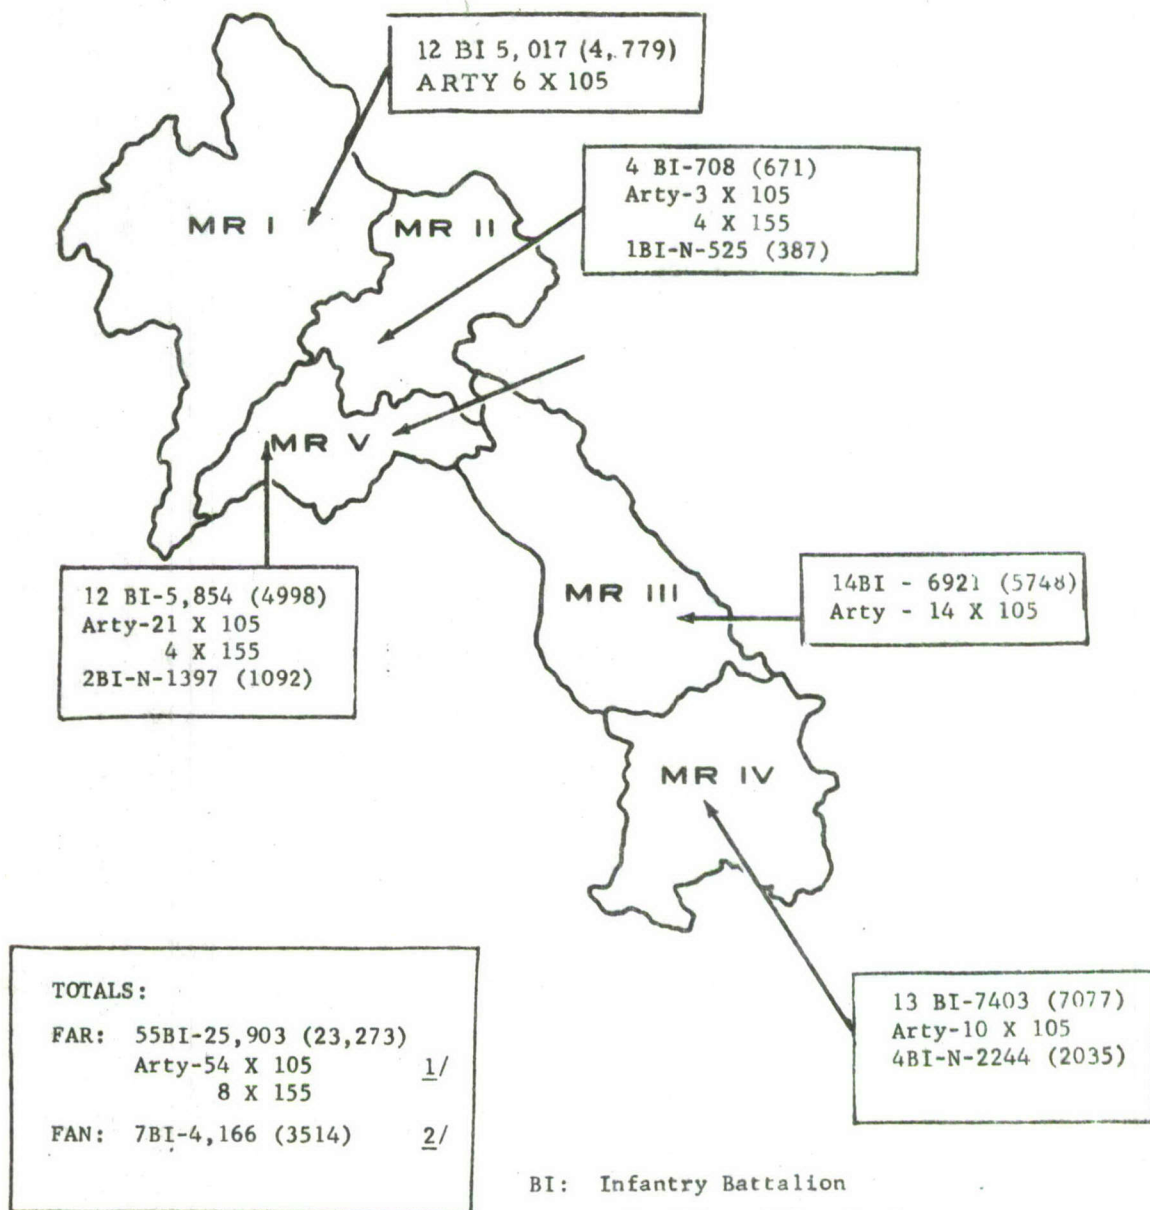 12 BI 5,017 (4,779)
ARTY 6 X 105
4 BI-708 (671)
Arty-3 X 105
4 X 155
1BI-N-525 (387)
MR I
MR II
MR V
12 BI-5,854 (4998)
Arty-21 X 105
4 X 155
2BI-N-1397 (1092)
MR III
14BI - 6921 (5748)
Arty - 14 X 105
MR IV
13 BI-7403 (7077)
Arty-10 X 105
4BI-N-2244 (2035)
TOTALS:
FAR: 55BI-25,903 (23,273)
Arty-54 X 105 1/
8 X 155
FAN: 7BI-4,166 (3514) 2/
BI: Infantry Battalion